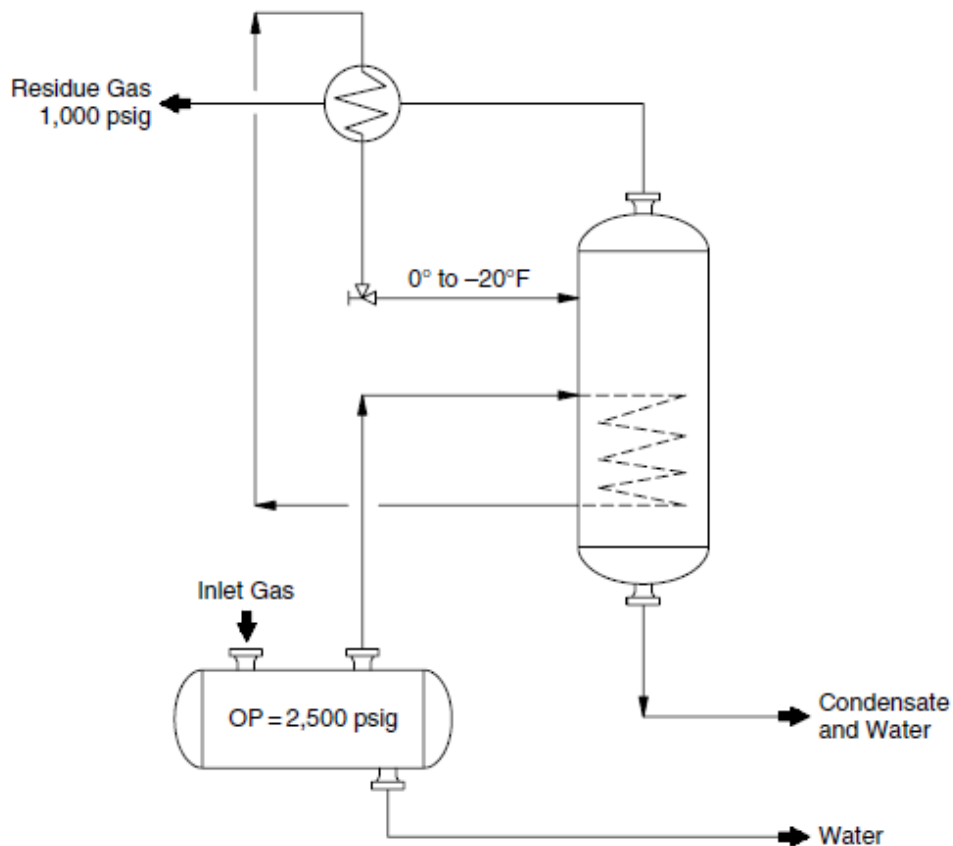 Residue Gas
1,000 psig
0° to –20°F
Inlet Gas
OP = 2,500 psig
Condensate
and Water
Water